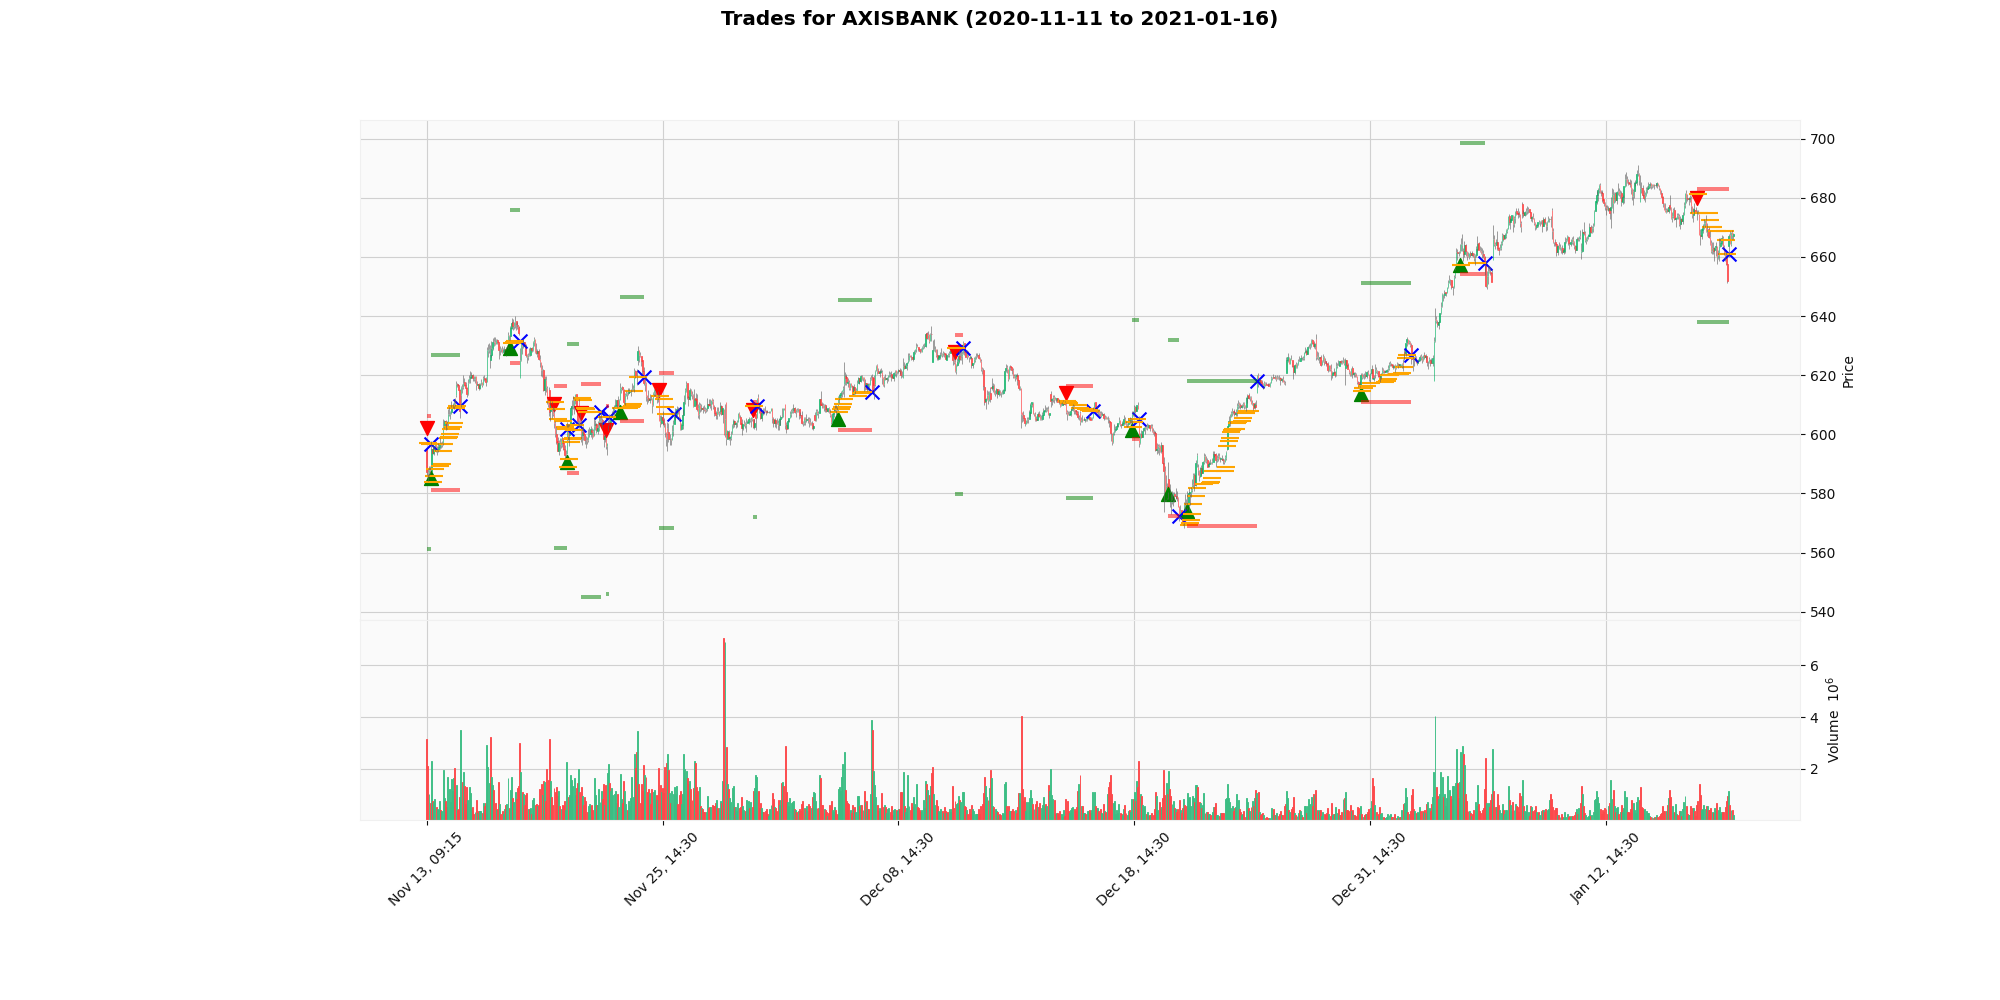 Trades for AXISBANK (2020-11-11 to 2021-01-16)
700
680
660
640
620
600
580
560
540
Price
6
4
2
Volume 10^6
Nov 13, 09:15
Nov 25, 14:30
Dec 08, 14:30
Dec 18, 14:30
Dec 31, 14:30
Jan 12, 14:30